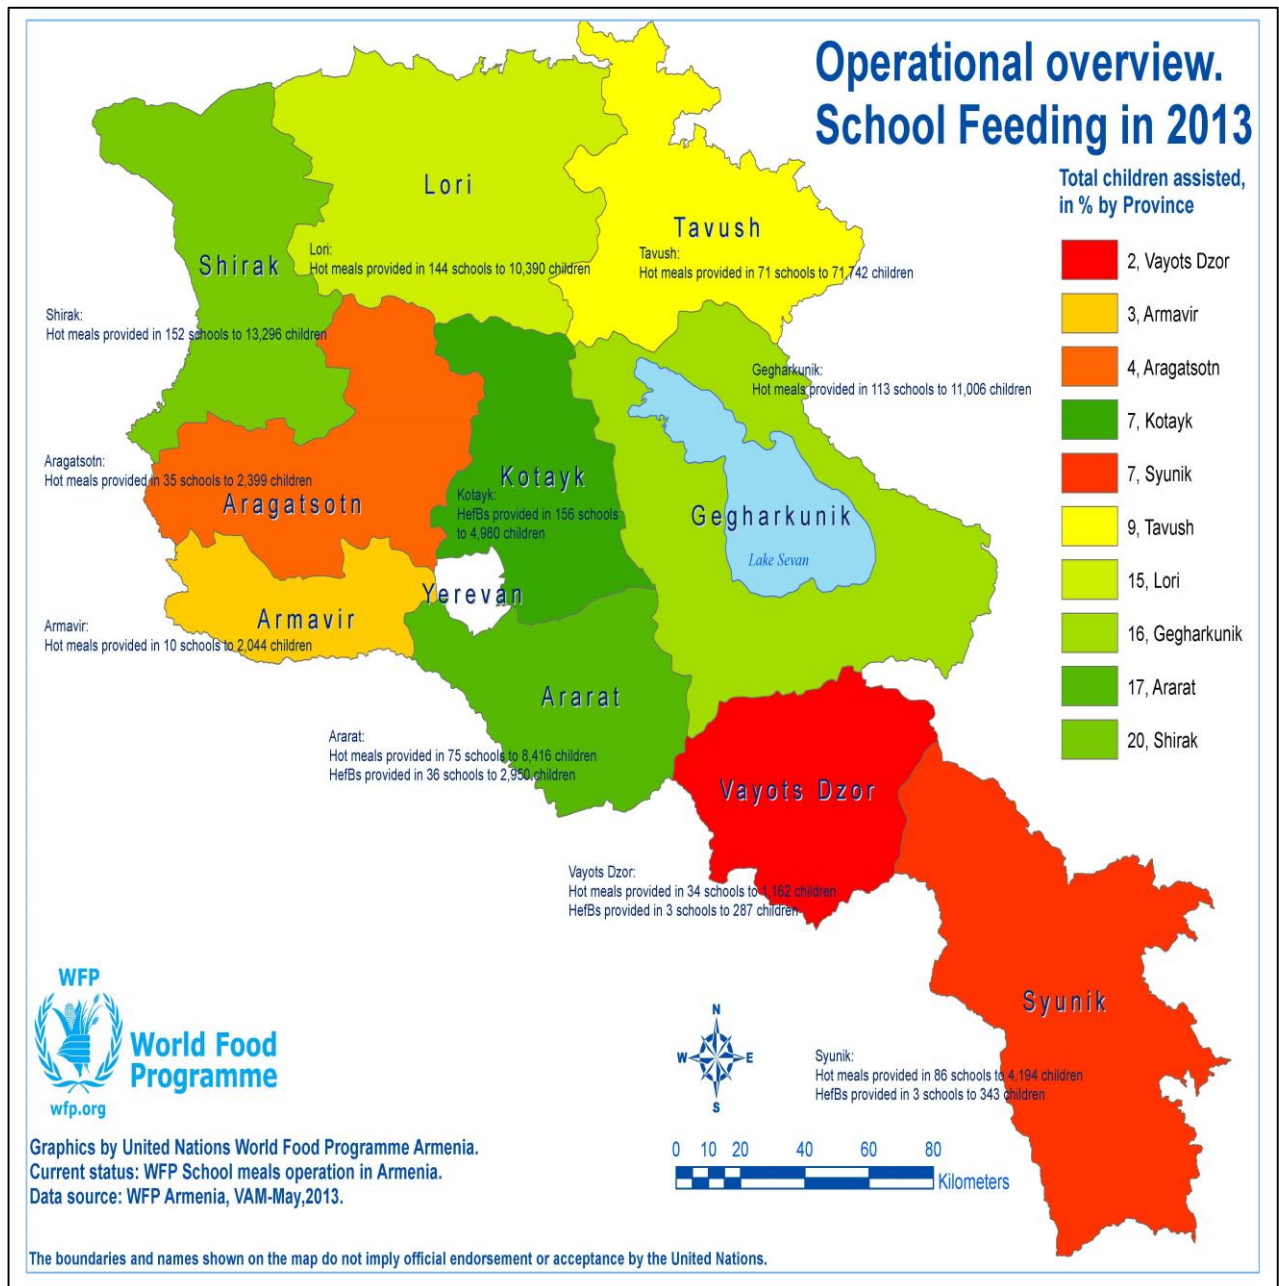 Operational overview.
School Feeding in 2013
Total children assisted,
in % by Province
2, Vayots Dzor
3, Armavir
4, Aragatsotn
7, Kotayk
7, Syunik
9, Tavush
15, Lori
16, Gegharkunik
17, Ararat
20, Shirak
Lori
Lori:
Hot meals provided in 144 schools to 10,390 children
Tavush
Tavush:
Hot meals provided in 71 schools to 71,742 children
Shirak
Shirak:
Hot meals provided in 152 schools to 13,296 children
Gegharkunik:
Hot meals provided in 113 schools to 11,006 children
Gegharkunik
Lake Sevan
Aragatsotn:
Hot meals provided in 35 schools to 2,399 children
Aragatsotn
Kotayk
Kotayk:
HefBs provided in 156 schools
to 4,980 children
Yerevan
Armavir
Armavir:
Hot meals provided in 10 schools to 2,044 children
Ararat
Ararat:
Hot meals provided in 75 schools to 8,416 children
HefBs provided in 36 schools to 2,950 children
Vayots Dzor
Vayots Dzor:
Hot meals provided in 34 schools to 1,162 children
HefBs provided in 3 schools to 287 children
Syunik
Syunik:
Hot meals provided in 86 schools to 4,194 children
HefBs provided in 3 schools to 343 children
WFP
World Food
Programme
wfp.org
N
W E
S
0 10 20 40 60 80
Kilometers
Graphics by United Nations World Food Programme Armenia.
Current status: WFP School meals operation in Armenia.
Data source: WFP Armenia, VAM-May,2013.
The boundaries and names shown on the map do not imply official endorsement or acceptance by the United Nations.